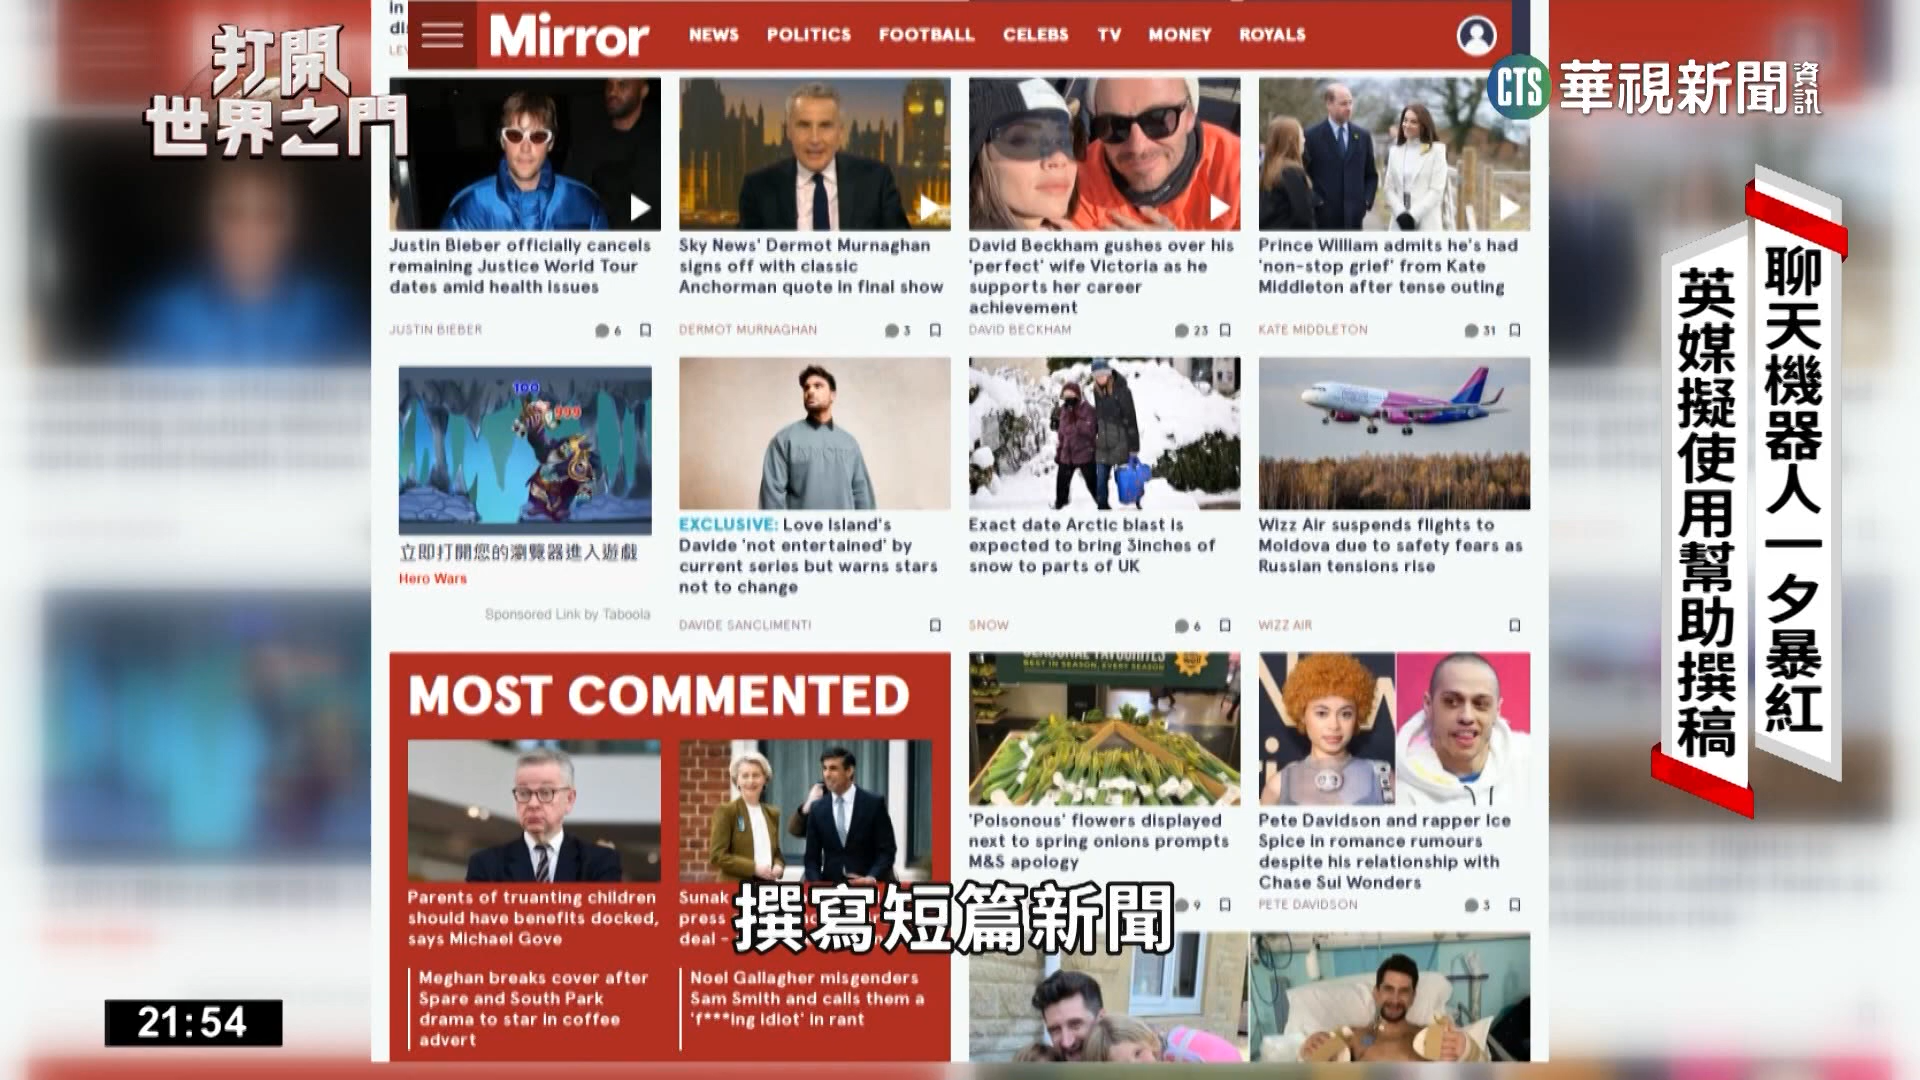 打開
世界之門
CTS 華視新聞資訊
聊天機器人一夕暴紅
英媒擬使用幫助撰稿
Mirror
NEWS POLITICS FOOTBALL CELEBS TV MONEY ROYALS
Justin Bieber officially cancels
remaining Justice World Tour
dates amid health issues
JUSTIN BIEBER 6
Sky News' Dermot Murnaghan
signs off with classic
Anchorman quote in final show
DERMOT MURNAGHAN 3
David Beckham gushes over his
'perfect' wife Victoria as he
supports her career
achievement
DAVID BECKHAM 23
Prince William admits he's had
'non-stop grief' from Kate
Middleton after tense outing
KATE MIDDLETON 31
100
999
立即打開您的瀏覽器進入遊戲
Hero Wars
Sponsored Link by Taboola
EXCLUSIVE: Love Island's
Davide 'not entertained' by
current series but warns stars
not to change
DAVIDE SANCLIMENTI
Exact date Arctic blast is
expected to bring 3inches of
snow to parts of UK
SNOW 6
Wizz Air suspends flights to
Moldova due to safety fears as
Russian tensions rise
WIZZ AIR
MOST COMMENTED
Parents of truanting children
should have benefits docked,
says Michael Gove
Sunak
press
deal -
Meghan breaks cover after
Spare and South Park
drama to star in coffee
advert
Noel Gallagher misgenders
Sam Smith and calls them a
'f***ing idiot' in rant
SEASONAL FAVOURITES
BEST IN SEASON, EVERY SEASON
'Poisonous' flowers displayed
next to spring onions prompts
M&S apology
9
Pete Davidson and rapper Ice
Spice in romance rumours
despite his relationship with
Chase Sui Wonders
PETE DAVIDSON 3
撰寫短篇新聞
21:54